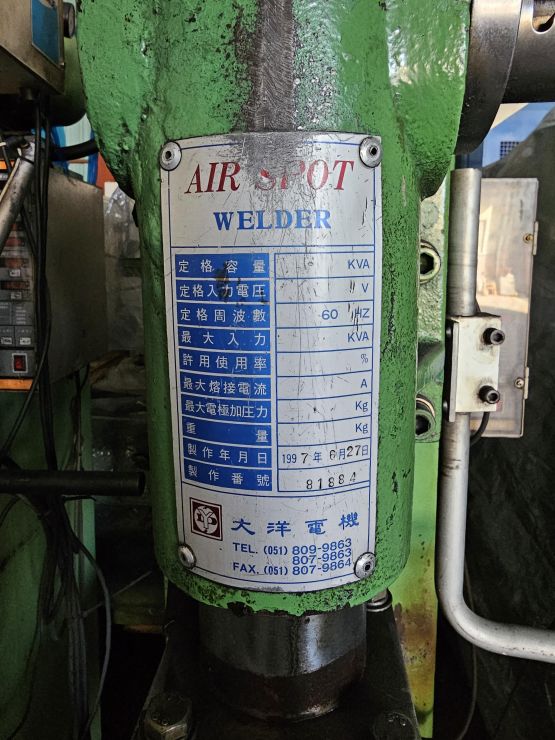 AIR SPOT
WELDER
定格容量 KVA
定格入力電圧 V
定格周波數 60 HZ
最大入力 KVA
許用使用率 %
最大熔接電流 A
最大電極加圧力 Kg
重量 Kg
製作年月日 1997年 6月27日
製作番號 81884
大洋電機
TEL. (051) 809-9863
807-9863
FAX. (051) 807-9864